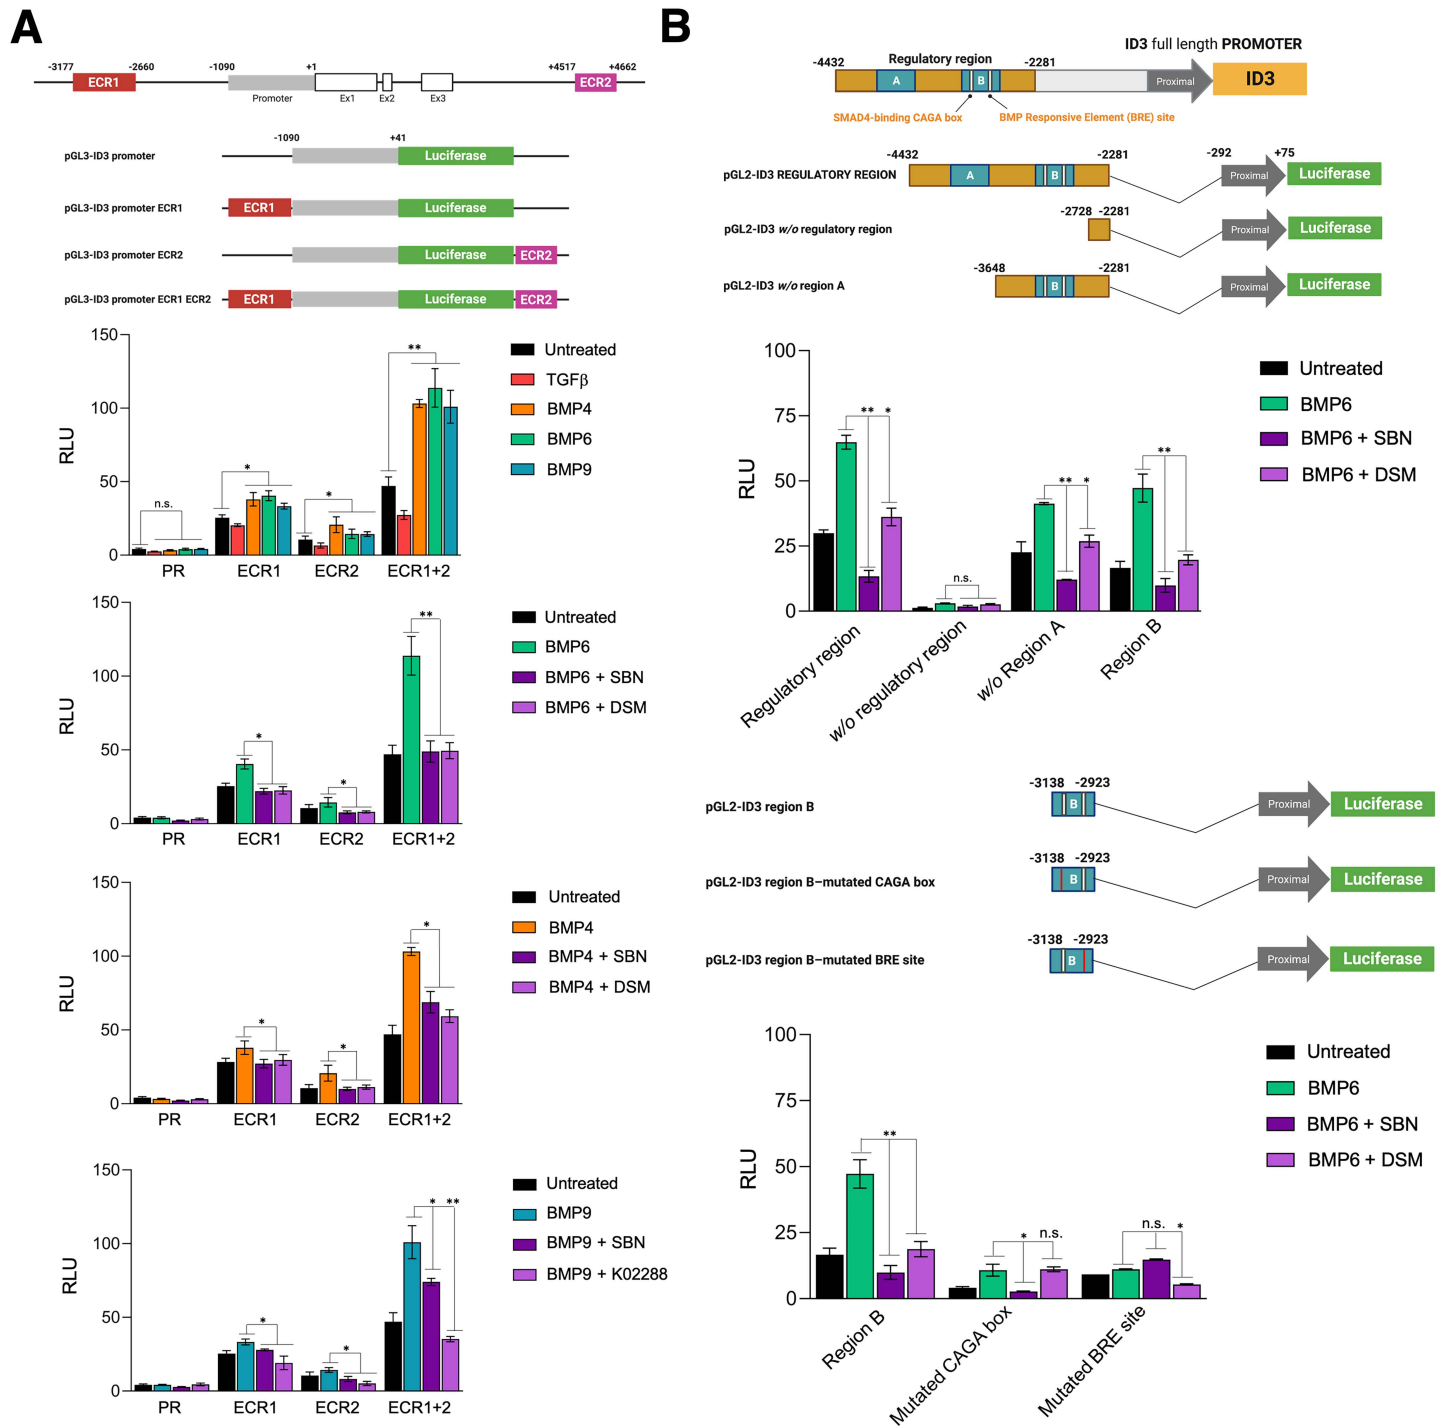 A
-3177
-2660
-1090
+1
+4517
+4662
ECR1
ECR2
Promoter
Ex1
Ex2
Ex3
-1090
+41
pGL3-ID3 promoter
Luciferase
pGL3-ID3 promoter ECR1
ECR1
Luciferase
pGL3-ID3 promoter ECR2
Luciferase
ECR2
pGL3-ID3 promoter ECR1 ECR2
ECR1
Luciferase
ECR2
RLU
150
100
50
0
n.s.
*
*
**
PR
ECR1
ECR2
ECR1+2
Untreated
TGFβ
BMP4
BMP6
BMP9
RLU
150
100
50
0
*
*
**
PR
ECR1
ECR2
ECR1+2
Untreated
BMP6
BMP6 + SBN
BMP6 + DSM
RLU
150
100
50
0
*
*
*
PR
ECR1
ECR2
ECR1+2
Untreated
BMP4
BMP4 + SBN
BMP4 + DSM
RLU
150
100
50
0
*
*
* **
PR
ECR1
ECR2
ECR1+2
Untreated
BMP9
BMP9 + SBN
BMP9 + K02288
B
ID3 full length PROMOTER
-4432
Regulatory region
-2281
A
B
Proximal
ID3
SMAD4-binding CAGA box
BMP Responsive Element (BRE) site
-4432
-2281
-292
+75
pGL2-ID3 REGULATORY REGION
A
B
Proximal
Luciferase
-2728 -2281
pGL2-ID3 w/o regulatory region
Proximal
Luciferase
-3648
-2281
pGL2-ID3 w/o region A
B
Proximal
Luciferase
RLU
100
75
50
25
0
** *
n.s.
** *
**
Regulatory region
w/o regulatory region
w/o Region A
Region B
Untreated
BMP6
BMP6 + SBN
BMP6 + DSM
-3138 -2923
pGL2-ID3 region B
B
Proximal
Luciferase
-3138 -2923
pGL2-ID3 region B–mutated CAGA box
B
Proximal
Luciferase
-3138 -2923
pGL2-ID3 region B–mutated BRE site
B
Proximal
Luciferase
RLU
100
75
50
25
0
**
* n.s.
n.s. *
Region B
Mutated CAGA box
Mutated BRE site
Untreated
BMP6
BMP6 + SBN
BMP6 + DSM